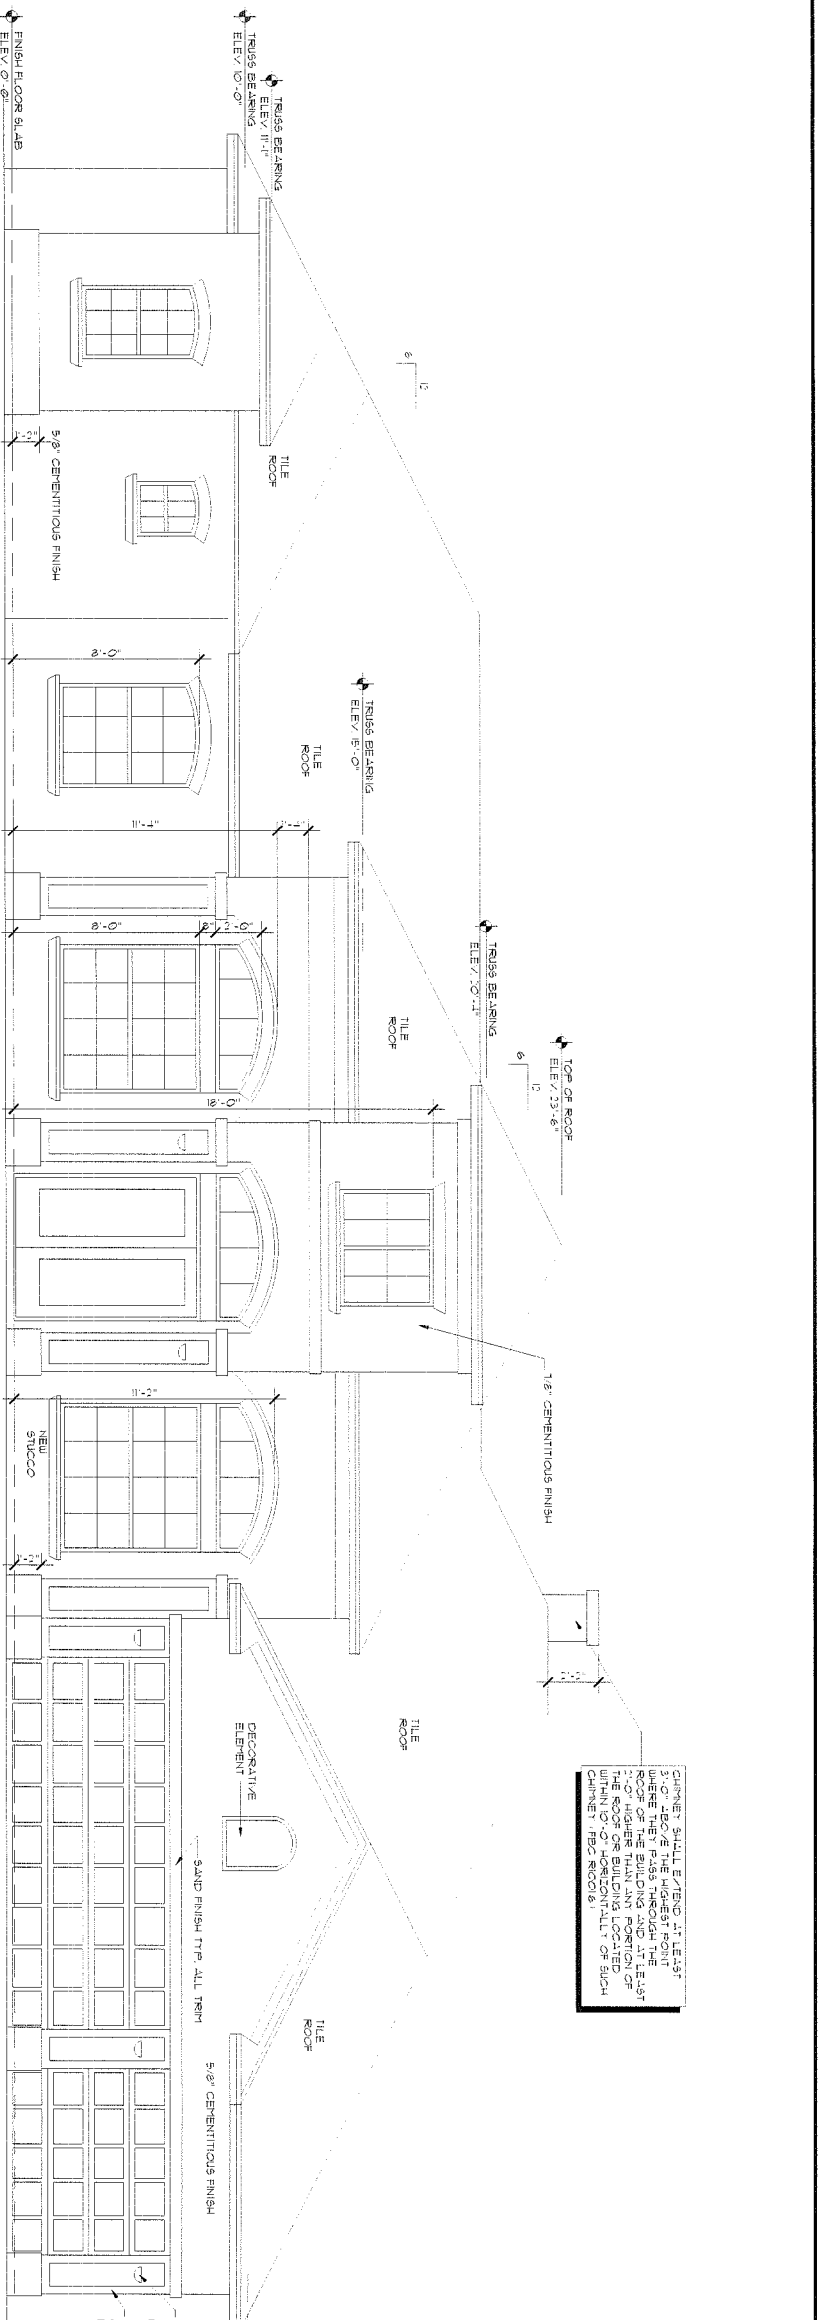 FINISH FLOOR SLAB
ELEV. 0'-0"
TRUSS BEARING
ELEV. 10'-0"
TRUSS BEARING
ELEV. 11'-1"
6
12
TILE
ROOF
5/8" CEMENTITIOUS FINISH
8'-0"
TILE
ROOF
TRUSS BEARING
ELEV. 15'-0"
11'-4"
1'-4"
8'-0"
8"
2'-0"
TILE
ROOF
TRUSS BEARING
ELEV. 20'-4"
TOP OF ROOF
ELEV. 23'-6"
6
12
18'-0"
7/8" CEMENTITIOUS FINISH
11'-2"
NEW
STUCCO
CHIMNEY SHALL EXTEND AT LEAST
3'-0" ABOVE THE HIGHEST POINT
WHERE THEY PASS THROUGH THE
ROOF OF THE BUILDING AND AT LEAST
2'-0" HIGHER THAN ANY PORTION OF
THE ROOF OR BUILDING LOCATED
WITHIN 10'-0" HORIZONTALLY OF SUCH
CHIMNEY (FBC
TILE
ROOF
DECORATIVE
ELEMENT
SAND FINISH TYP. ALL TRIM
TILE
ROOF
5/8" CEMENTITIOUS FINISH